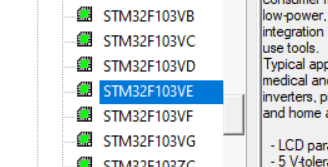 STM32F103VB
STM32F103VC
STM32F103VD
STM32F103VE
STM32F103VF
STM32F103VG
STM32F103ZC
low-power,
integration
use tools.
Typical app
medical and
inverters, p
and home a
- LCD para
- 5 V-toler